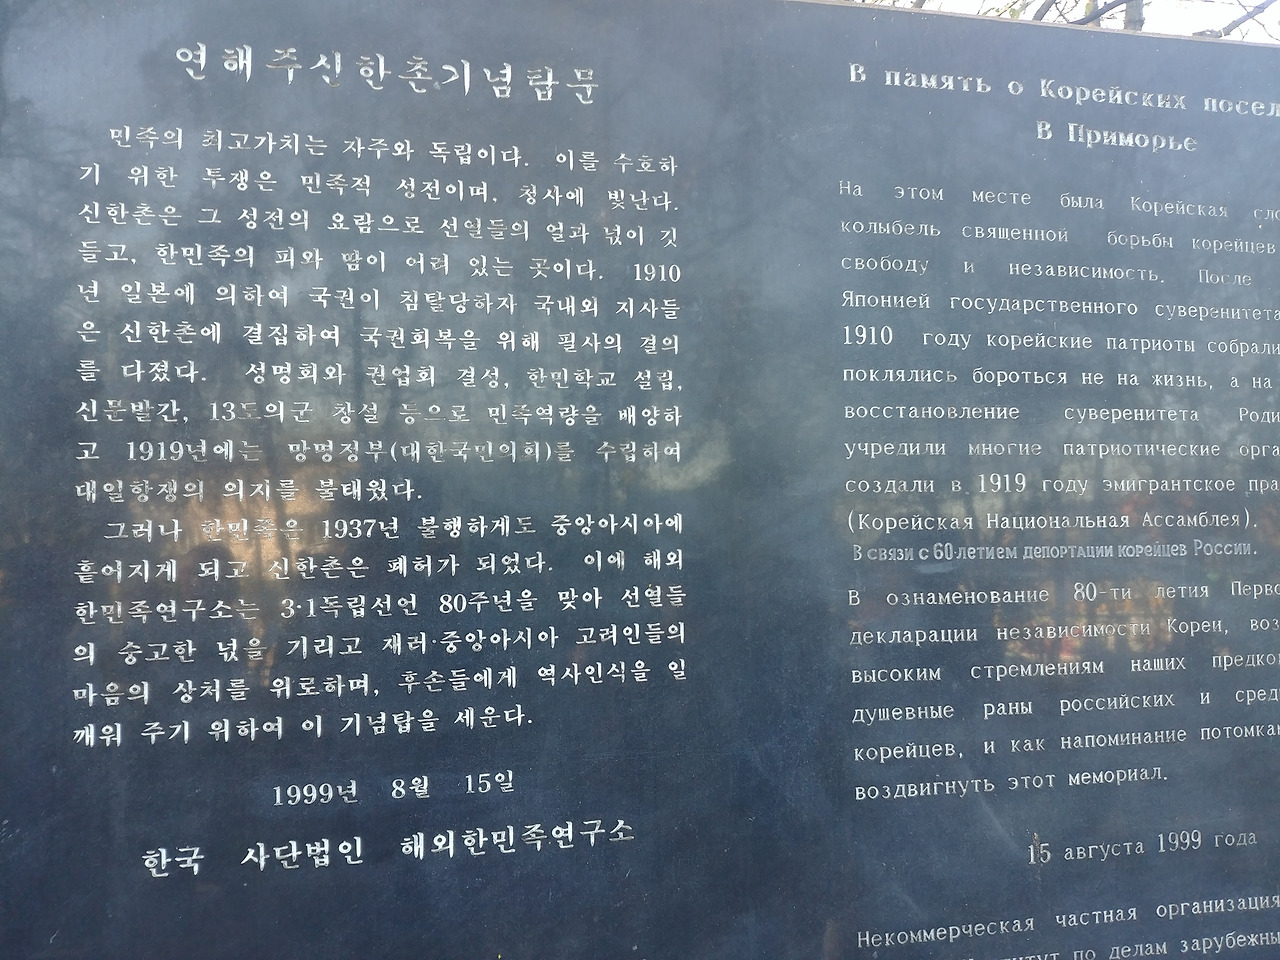 연해주신한촌기념탑문
민족의 최고가치는 자주와 독립이다. 이를 수호하
기 위한 투쟁은 민족적 성전이며, 청사에 빛난다.
신한촌은 그 성전의 요람으로 선열들의 얼과 넋이 깃
들고, 한민족의 피와 땀이 어려 있는 곳이다. 1910
년 일본에 의하여 국권이 침탈당하자 국내외 지사들
은 신한촌에 결집하여 국권회복을 위해 필사의 결의
를 다졌다. 성명회와 권업회 결성, 한민학교 설립,
신문발간, 13도의군 창설 등으로 민족역량을 배양하
고 1919년에는 망명정부(대한국민의회)를 수립하여
대일항쟁의 의지를 불태웠다.
그러나 한민족은 1937년 불행하게도 중앙아시아에
흩어지게 되고 신한촌은 폐허가 되었다. 이에 해외
한민족연구소는 3·1독립선언 80주년을 맞아 선열들
의 숭고한 넋을 기리고 재러·중앙아시아 고려인들의
마음의 상처를 위로하며, 후손들에게 역사인식을 일
깨워 주기 위하여 이 기념탑을 세운다.
1999년 8월 15일
한국 사단법인 해외한민족연구소
В память о Корейских посел
В Приморье
На этом месте была Корейская сло
колыбель священной борьбы корейцев
свободу и независимость. После
Японией государственного суверенитета
1910 году корейские патриоты собрали
поклялись бороться не на жизнь, а на
восстановление суверенитета Роди
учредили многие патриотические орга
создали в 1919 году эмигрантское пра
(Корейская Национальная Ассамблея).
В связи с 60-летием депортации корейцев России.
В ознаменование 80-ти летия Перво
декларации независимости Кореи, воз
высоким стремлениям наших предко
душевные раны российских и сред
корейцев, и как напоминание потомка
воздвигнуть этот мемориал.
15 августа 1999 года
Некоммерческая частная организация
по делам зарубежны